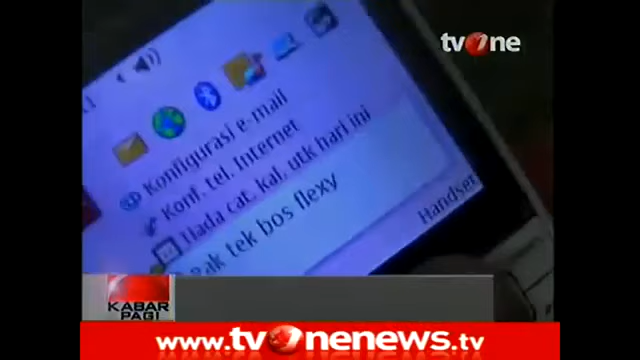 tvOne
Konfigurasi e-mail
Konf. tel. Internet
Tiada cat. kal. utk hari ini
tek bos flexy
Handset
KABAR
PAGI
www.tvOnenews.tv